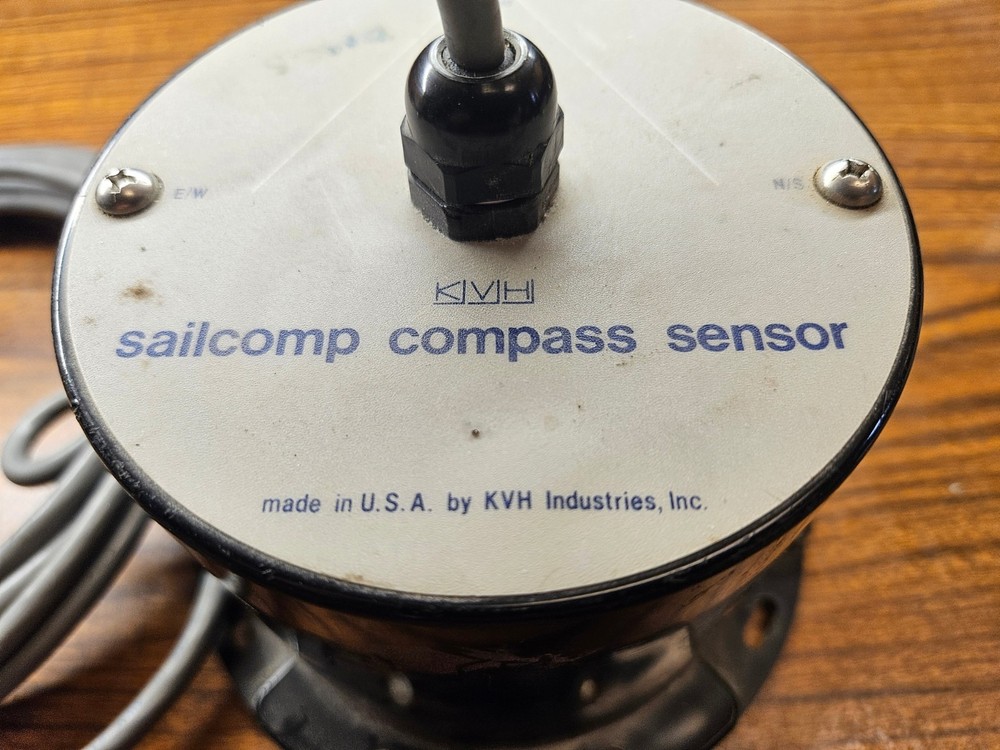 E/W
N/S
KVH
sailcomp compass sensor
made in U.S.A. by KVH Industries, Inc.